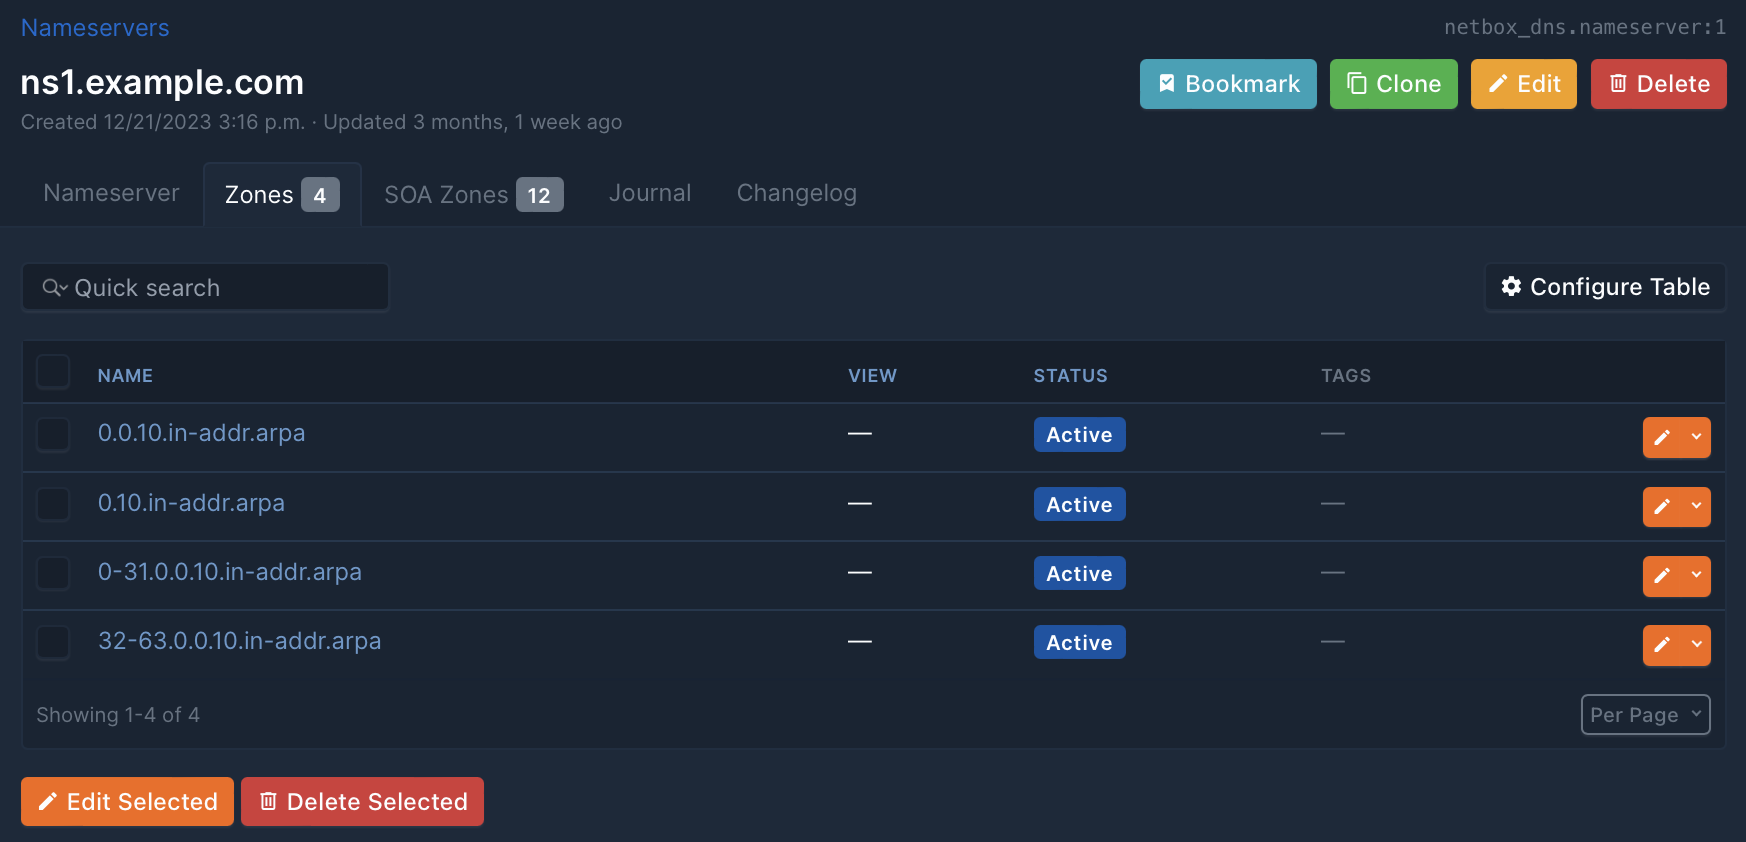 Nameservers
netbox_dns.nameserver:1
ns1.example.com
Bookmark Clone Edit Delete
Created 12/21/2023 3:16 p.m. · Updated 3 months, 1 week ago
Nameserver Zones 4 SOA Zones 12 Journal Changelog
Quick search
Configure Table
NAME VIEW STATUS TAGS
0.0.10.in-addr.arpa — Active —
0.10.in-addr.arpa — Active —
0-31.0.0.10.in-addr.arpa — Active —
32-63.0.0.10.in-addr.arpa — Active —
Showing 1-4 of 4
Per Page
Edit Selected Delete Selected